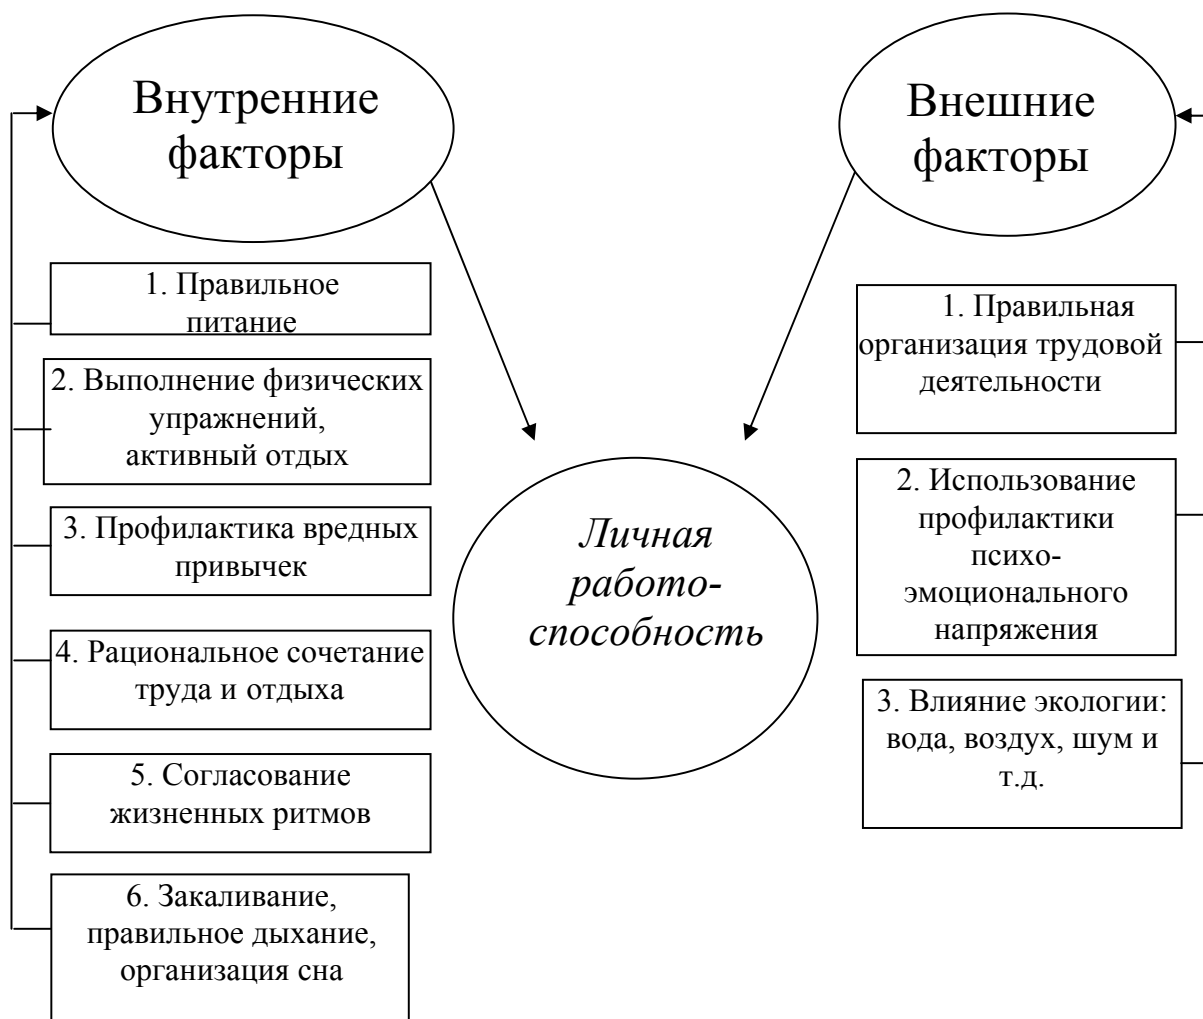 Внутренние
факторы
1. Правильное
питание
2. Выполнение физических
упражнений,
активный отдых
3. Профилактика вредных
привычек
4. Рациональное сочетание
труда и отдыха
5. Согласование
жизненных ритмов
6. Закаливание,
правильное дыхание,
организация сна
Личная
работо-
способность
Внешние
факторы
1. Правильная
организация трудовой
деятельности
2. Использование
профилактики
психо-
эмоционального
напряжения
3. Влияние экологии:
вода, воздух, шум и
т.д.